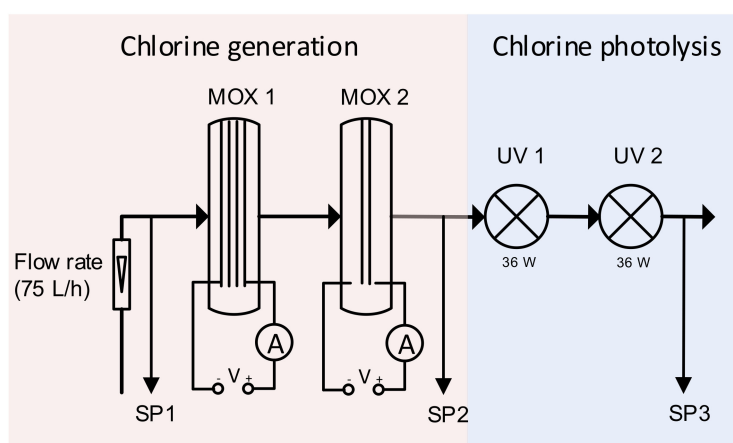 Chlorine generation
Chlorine photolysis
MOX 1
MOX 2
UV 1
UV 2
Flow rate
(75 L/h)
36 W
36 W
A
A
- V +
- V +
SP1
SP2
SP3